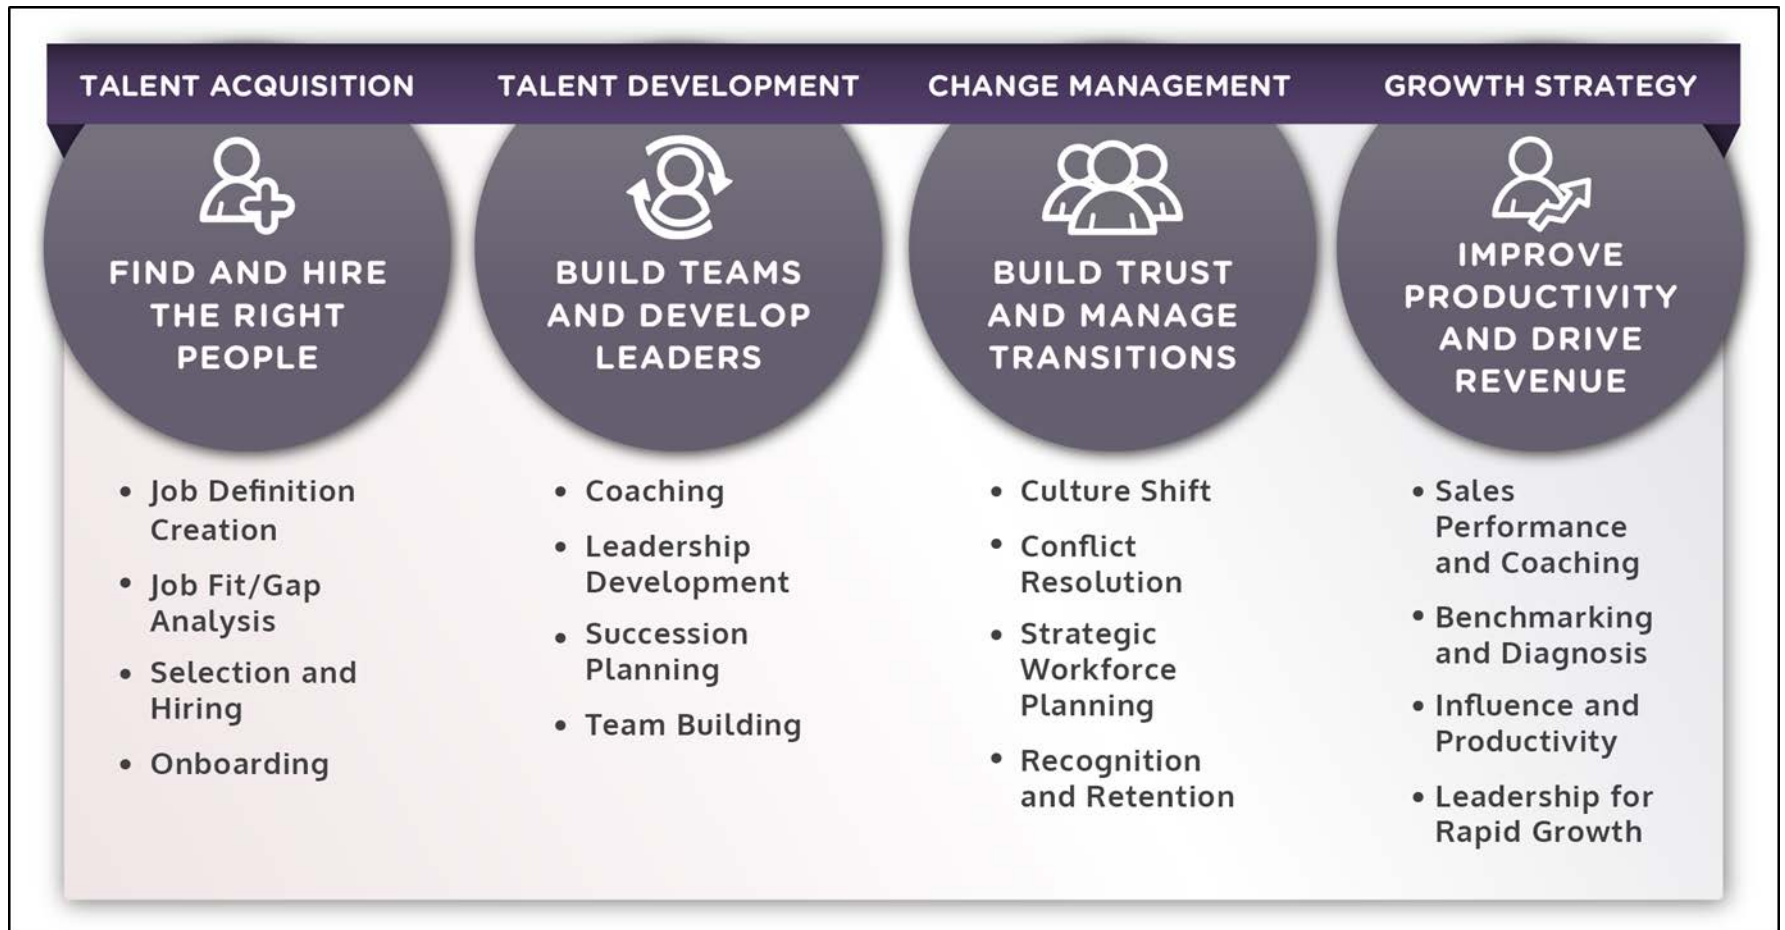 TALENT ACQUISITION
FIND AND HIRE
THE RIGHT
PEOPLE
• Job Definition
Creation
• Job Fit/Gap
Analysis
• Selection and
Hiring
• Onboarding
TALENT DEVELOPMENT
BUILD TEAMS
AND DEVELOP
LEADERS
• Coaching
• Leadership
Development
• Succession
Planning
• Team Building
CHANGE MANAGEMENT
BUILD TRUST
AND MANAGE
TRANSITIONS
• Culture Shift
• Conflict
Resolution
• Strategic
Workforce
Planning
• Recognition
and Retention
GROWTH STRATEGY
IMPROVE
PRODUCTIVITY
AND DRIVE
REVENUE
• Sales
Performance
and Coaching
• Benchmarking
and Diagnosis
• Influence and
Productivity
• Leadership for
Rapid Growth